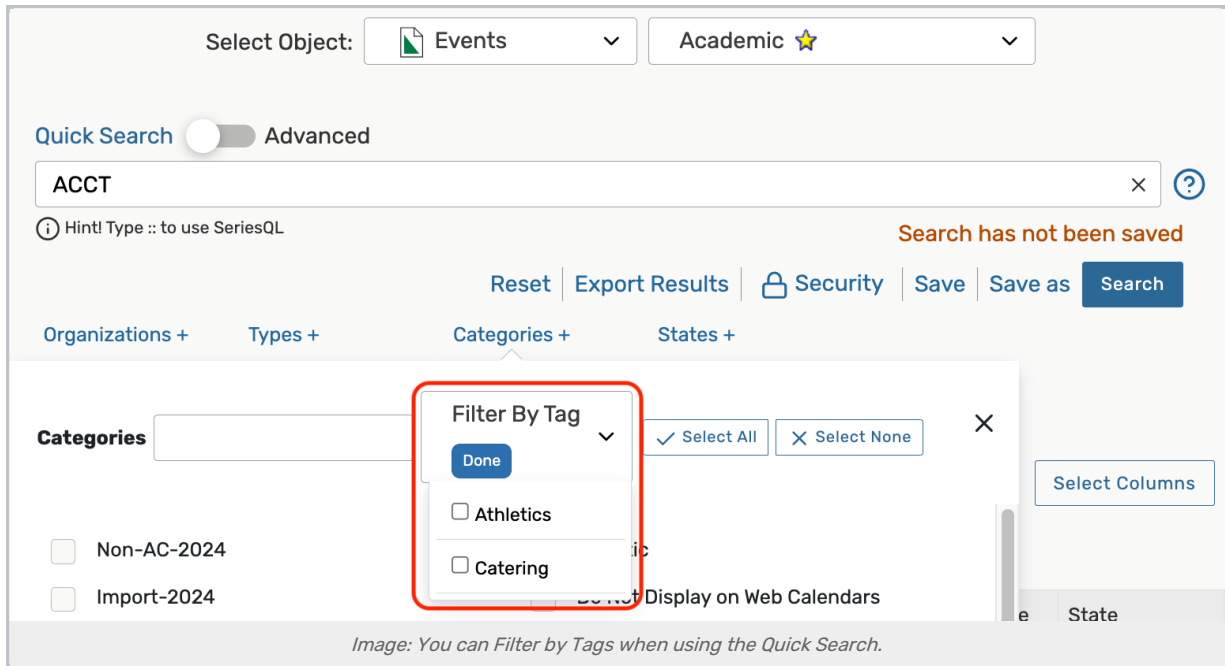 Select Object: Events Academic
Quick Search Advanced
ACCT
Hint! Type :: to use SeriesQL
Search has not been saved
Reset Export Results Security Save Save as Search
Organizations + Types + Categories + States +
Categories Filter By Tag Select All Select None
Done
Select Columns
Athletics
Non-AC-2024
Catering
Import-2024 Do Not Display on Web Calendars
State
Image: You can Filter by Tags when using the Quick Search.